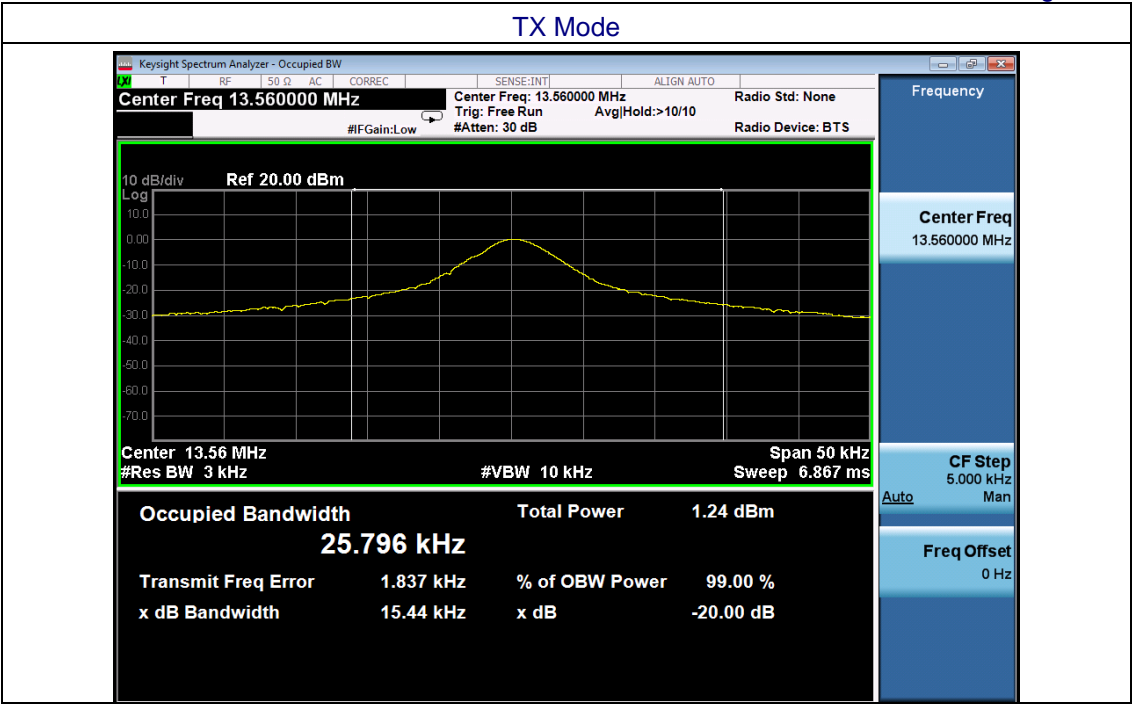 TX Mode
Keysight Spectrum Analyzer - Occupied BW
LXI T RF 50 Ω AC CORREC SENSE:INT ALIGN AUTO
Center Freq 13.560000 MHz
Center Freq: 13.560000 MHz Radio Std: None
Trig: Free Run Avg|Hold:>10/10
#IFGain:Low #Atten: 30 dB Radio Device: BTS
10 dB/div Ref 20.00 dBm
Log
10.0
0.00
-10.0
-20.0
-30.0
-40.0
-50.0
-60.0
-70.0
Center 13.56 MHz Span 50 kHz
#Res BW 3 kHz #VBW 10 kHz Sweep 6.867 ms
Occupied Bandwidth Total Power 1.24 dBm
25.796 kHz
Transmit Freq Error 1.837 kHz % of OBW Power 99.00 %
x dB Bandwidth 15.44 kHz x dB -20.00 dB
Frequency
Center Freq
13.560000 MHz
CF Step
5.000 kHz
Auto Man
Freq Offset
0 Hz